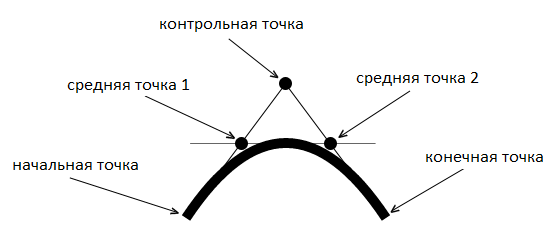 контрольная точка
средняя точка 1
средняя точка 2
начальная точка
конечная точка